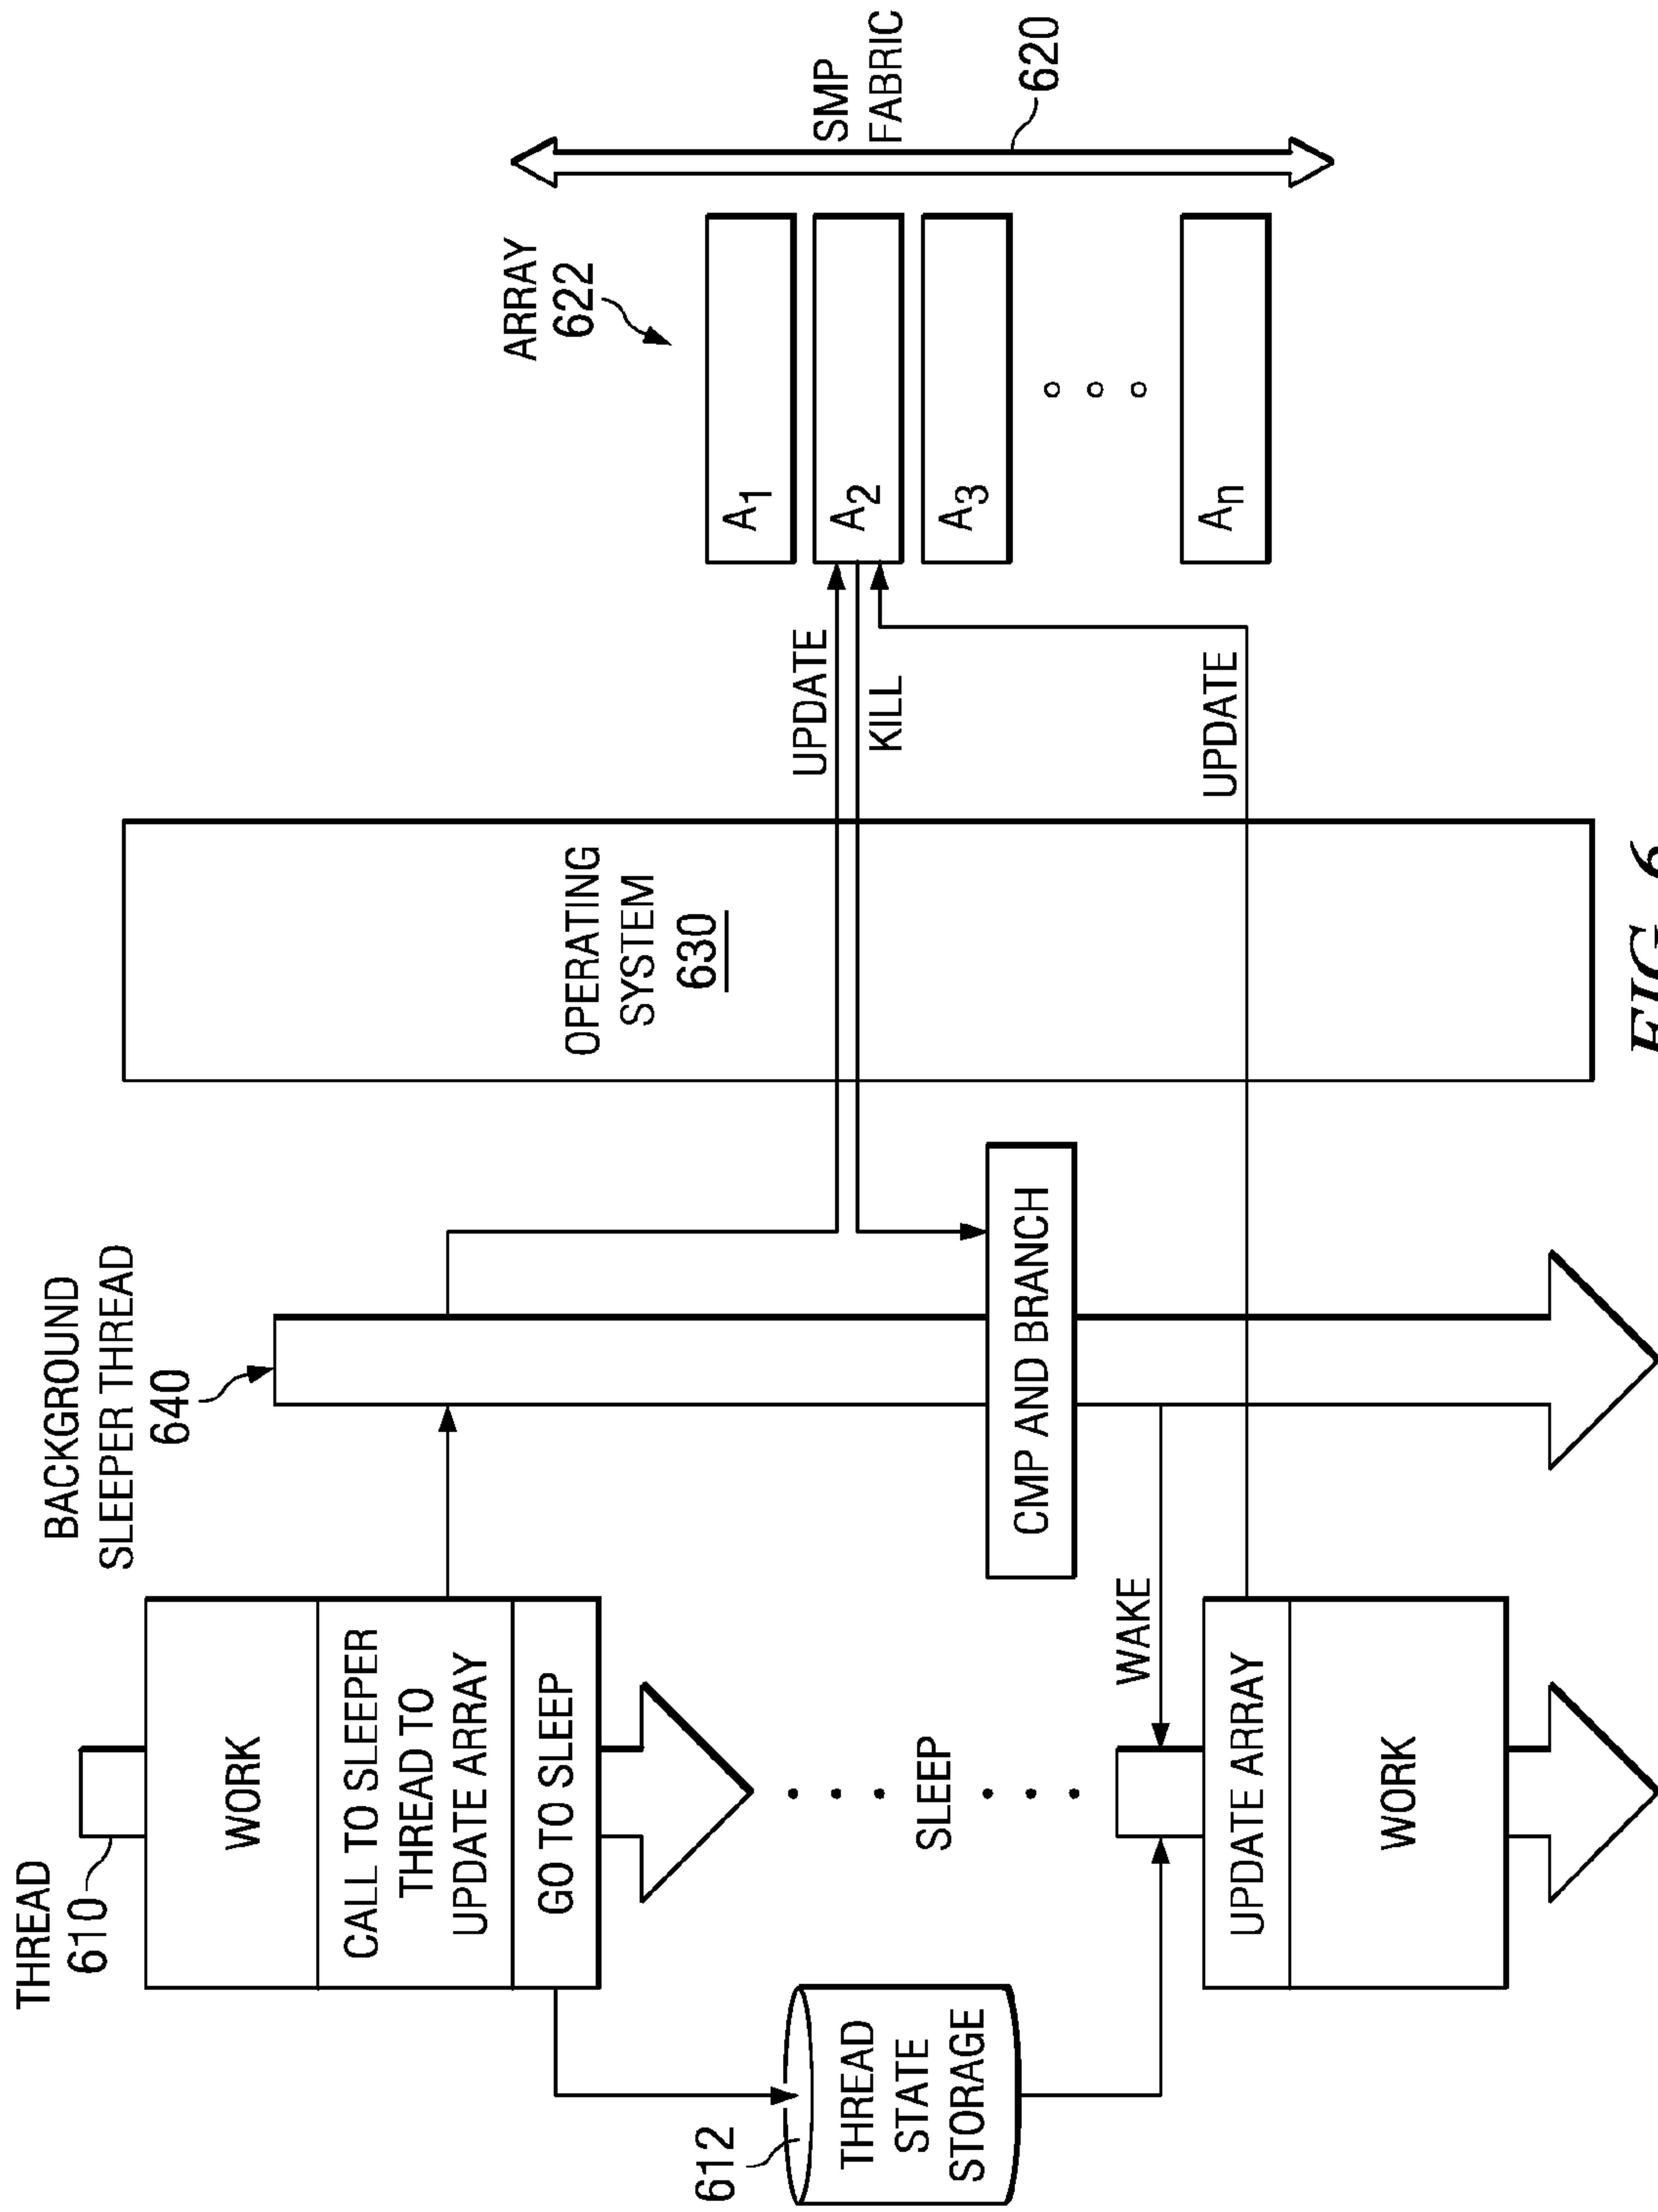 THREAD
610
WORK
CALL TO SLEEPER
THREAD TO
UPDATE ARRAY
GO TO SLEEP
612
THREAD
STATE
STORAGE
SLEEP
WAKE
UPDATE ARRAY
WORK
BACKGROUND
SLEEPER THREAD
640
CMP AND BRANCH
OPERATING
SYSTEM
630
UPDATE
KILL
UPDATE
ARRAY
622
A1
A2
A3
An
SMP
FABRIC
620
FIG. 6